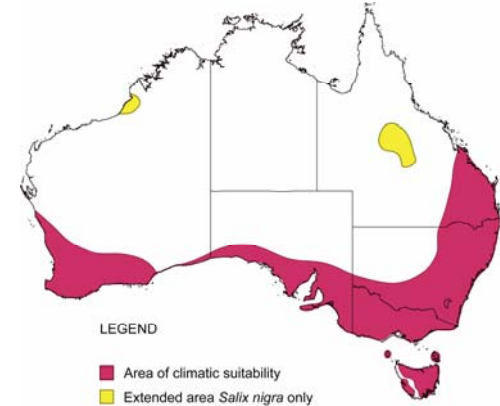 LEGEND
Area of climatic suitability
Extended area Salix nigra only